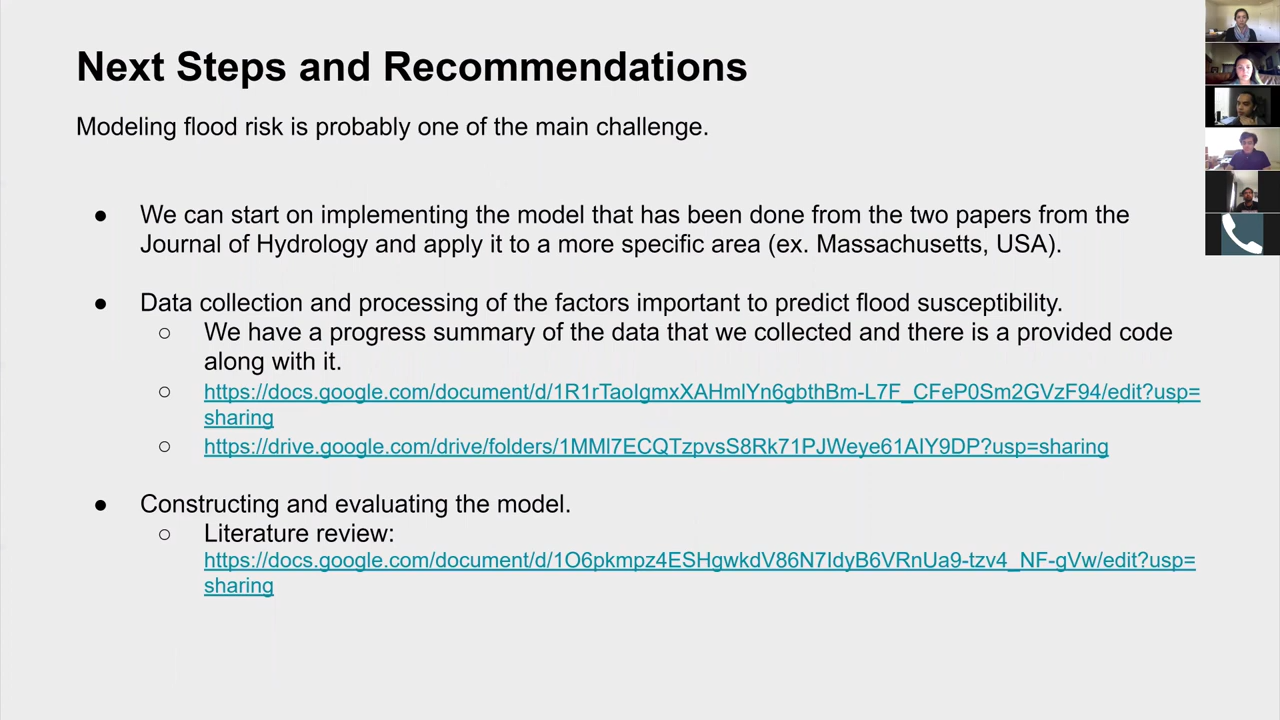 Next Steps and Recommendations
Modeling flood risk is probably one of the main challenge.
● We can start on implementing the model that has been done from the two papers from the
Journal of Hydrology and apply it to a more specific area (ex. Massachusetts, USA).
● Data collection and processing of the factors important to predict flood susceptibility.
○ We have a progress summary of the data that we collected and there is a provided code
along with it.
○ https://docs.google.com/document/d/1R1rTaoIgmxXAHmlYn6gbthBm-L7F_CFeP0Sm2GVzF94/edit?usp=
sharing
○ https://drive.google.com/drive/folders/1MMl7ECQTzpvsS8Rk71PJWeye61AIY9DP?usp=sharing
● Constructing and evaluating the model.
○ Literature review:
https://docs.google.com/document/d/1O6pkmpz4ESHgwkdV86N7IdyB6VRnUa9-tzv4_NF-gVw/edit?usp=
sharing